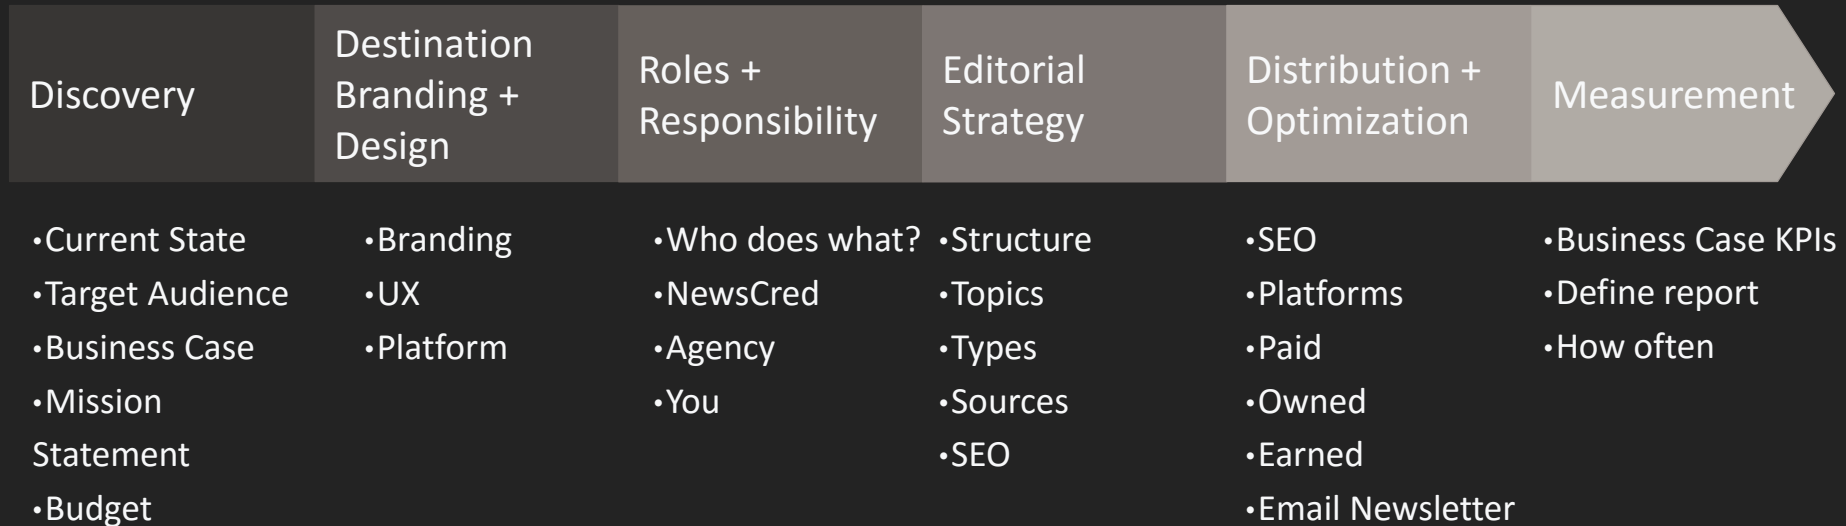 Discovery
Destination
Branding +
Design
Roles +
Responsibility
Editorial
Strategy
Distribution +
Optimization
Measurement
•Current State
•Target Audience
•Business Case
•Mission
Statement
•Budget
•Branding
•UX
•Platform
•Who does what?
•NewsCred
•Agency
•You
•Structure
•Topics
•Types
•Sources
•SEO
•SEO
•Platforms
•Paid
•Owned
•Earned
•Email Newsletter
•Business Case KPIs
•Define report
•How often